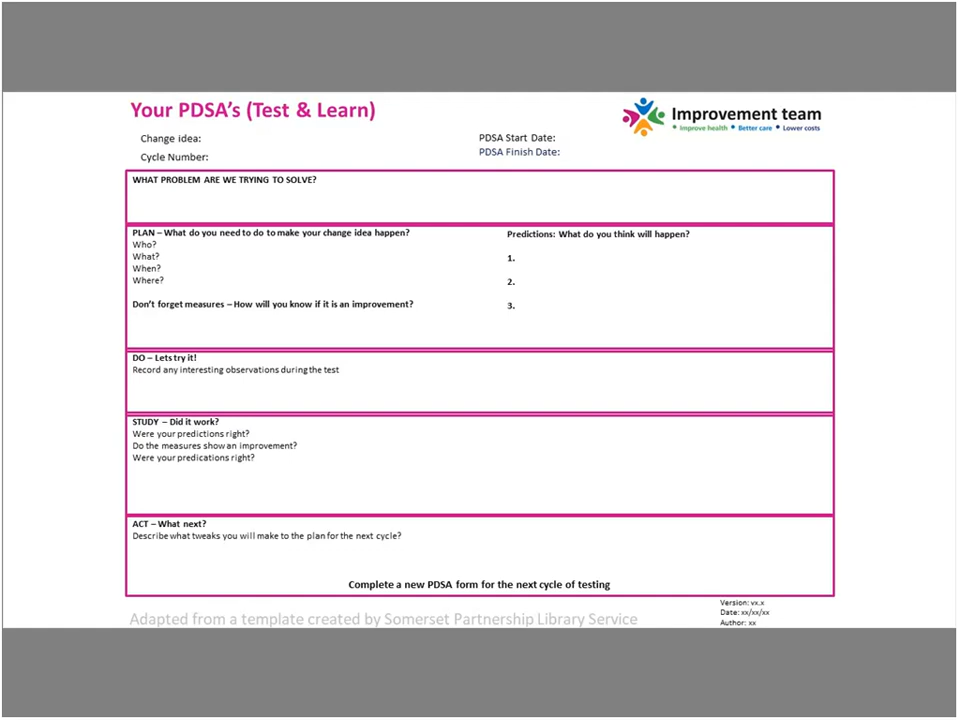 Your PDSA's (Test & Learn)
Improvement team
• Improve health • Better care • Lower costs
Change idea:
PDSA Start Date:
Cycle Number:
PDSA Finish Date:
WHAT PROBLEM ARE WE TRYING TO SOLVE?
PLAN – What do you need to do to make your change idea happen?
Who?
What?
When?
Where?
Don't forget measures – How will you know if it is an improvement?
Predictions: What do you think will happen?
1.
2.
3.
DO – Lets try it!
Record any interesting observations during the test
STUDY – Did it work?
Were your predictions right?
Do the measures show an improvement?
Were your predications right?
ACT – What next?
Describe what tweaks you will make to the plan for the next cycle?
Complete a new PDSA form for the next cycle of testing
Adapted from a template created by Somerset Partnership Library Service
Version: vx.x
Date: xx/xx/xx
Author: xx